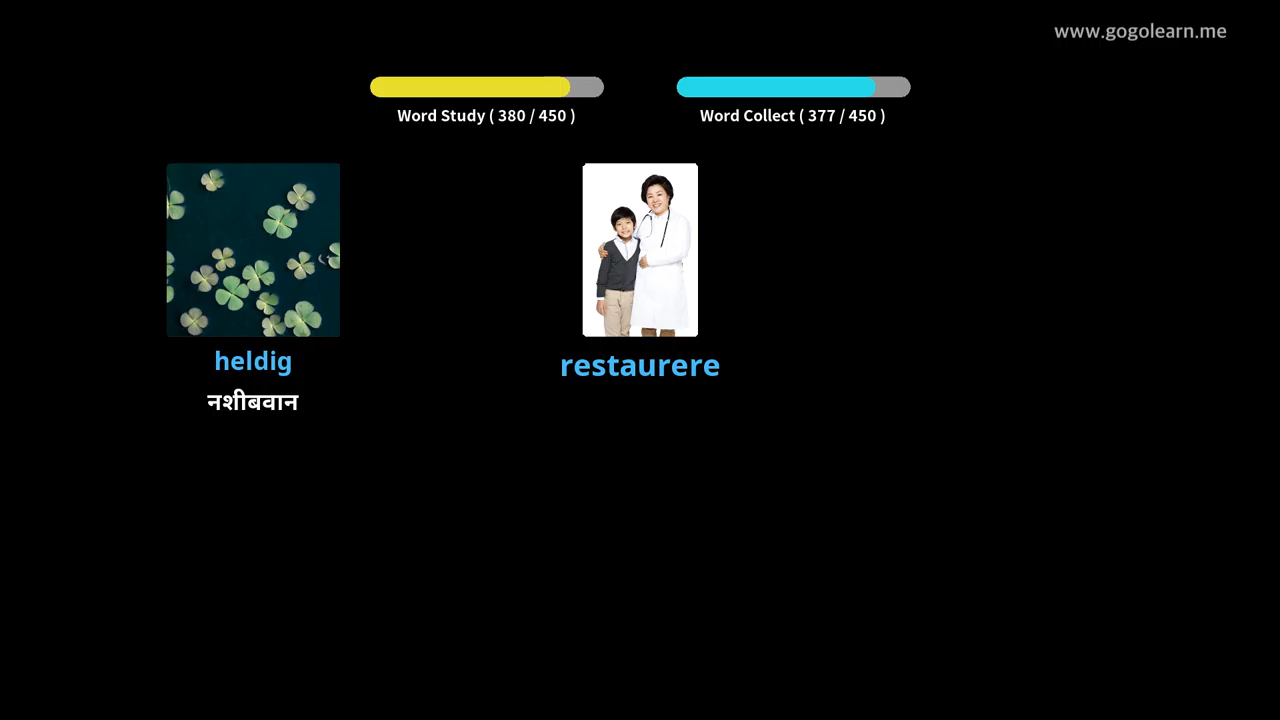 www.gogolearn.me
Word Study ( 380 / 450 )
Word Collect ( 377 / 450 )
heldig
नशीबवान
restaurere